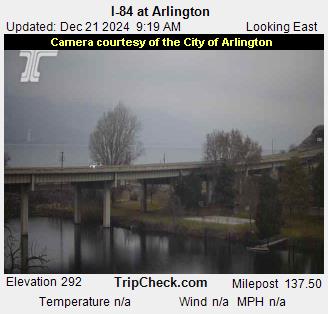 I-84 at Arlington
Updated: Dec 21 2024 9:19 AM Looking East
Camera courtesy of the City of Arlington
Elevation 292 TripCheck.com Milepost 137.50
Temperature n/a Wind n/a MPH n/a